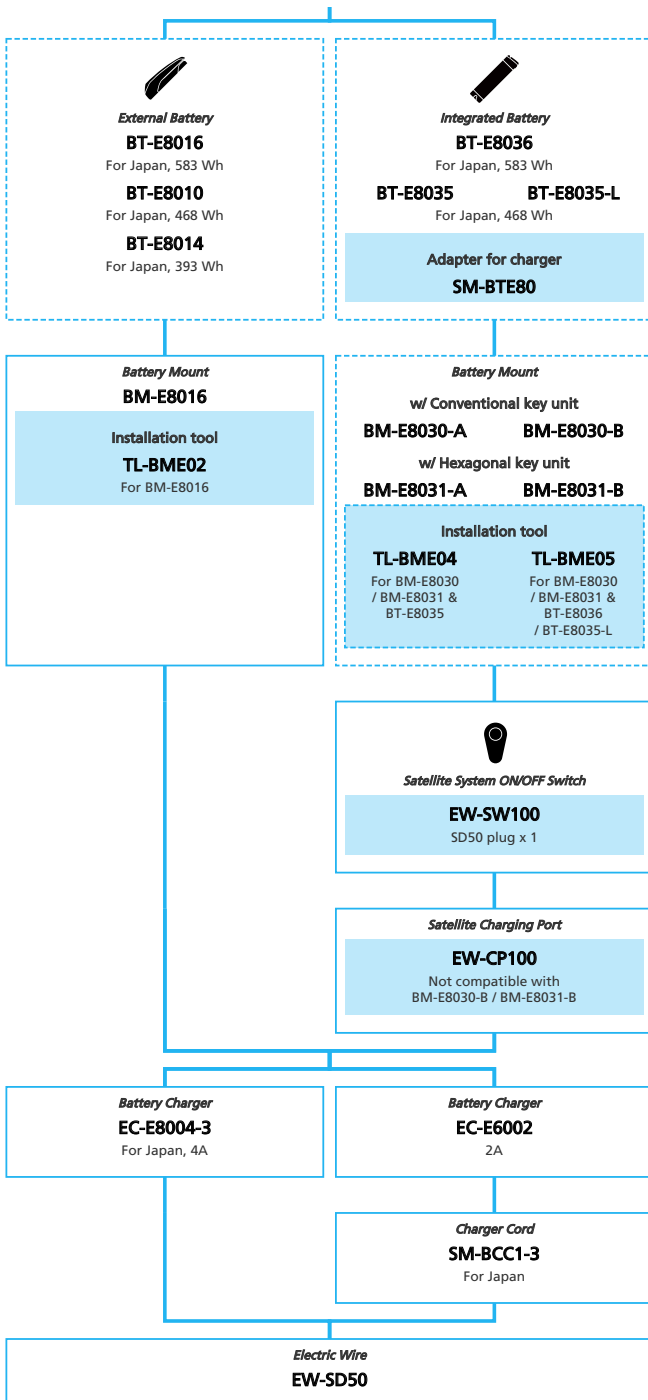 External Battery
BT-E8016
For Japan, 583 Wh
BT-E8010
For Japan, 468 Wh
BT-E8014
For Japan, 393 Wh
Integrated Battery
BT-E8036
For Japan, 583 Wh
BT-E8035 BT-E8035-L
For Japan, 468 Wh
Adapter for charger
SM-BTE80
Battery Mount
BM-E8016
Installation tool
TL-BME02
For BM-E8016
Battery Mount
w/ Conventional key unit
BM-E8030-A BM-E8030-B
w/ Hexagonal key unit
BM-E8031-A BM-E8031-B
Installation tool
TL-BME04
For BM-E8030
/ BM-E8031 &
BT-E8035
TL-BME05
For BM-E8030
/ BM-E8031 &
BT-E8036
/ BT-E8035-L
Satellite System ON/OFF Switch
EW-SW100
SD50 plug x 1
Satellite Charging Port
EW-CP100
Not compatible with
BM-E8030-B / BM-E8031-B
Battery Charger
EC-E8004-3
For Japan, 4A
Battery Charger
EC-E6002
2A
Charger Cord
SM-BCC1-3
For Japan
Electric Wire
EW-SD50